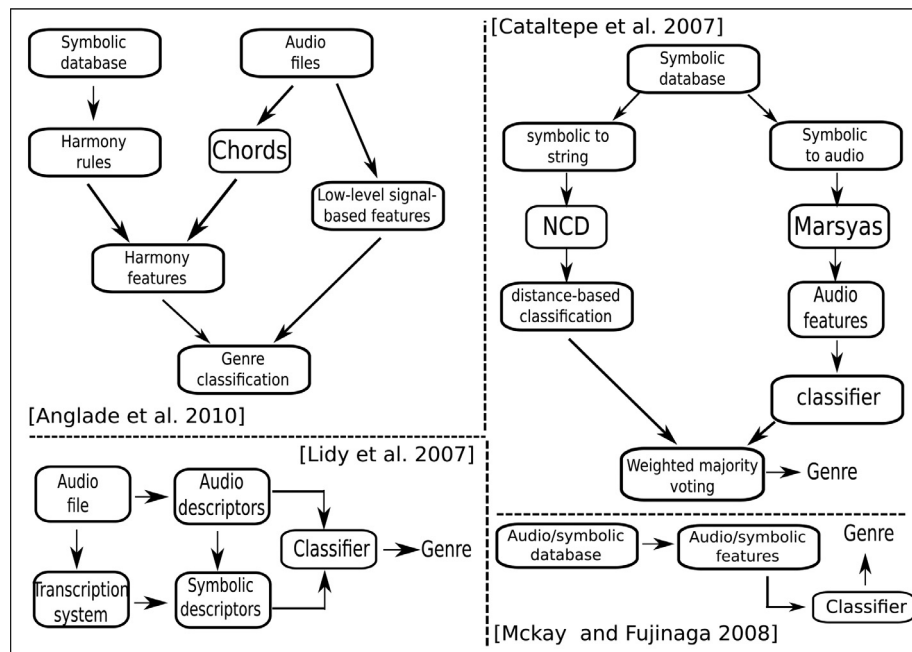 Symbolic
database
Audio
files
Harmony
rules
Chords
Low-level signal-
based features
Harmony
features
Genre
classification
[Anglade et al. 2010]
[Cataltepe et al. 2007]
Symbolic
database
symbolic to
string
Symbolic
to audio
NCD
Marsyas
distance-based
classification
Audio
features
classifier
Weighted majority
voting
Genre
[Lidy et al. 2007]
Audio
file
Audio
descriptors
Classifier
Genre
Transcription
system
Symbolic
descriptors
Audio/symbolic
database
Audio/symbolic
features
Genre
Classifier
[Mckay and Fujinaga 2008]